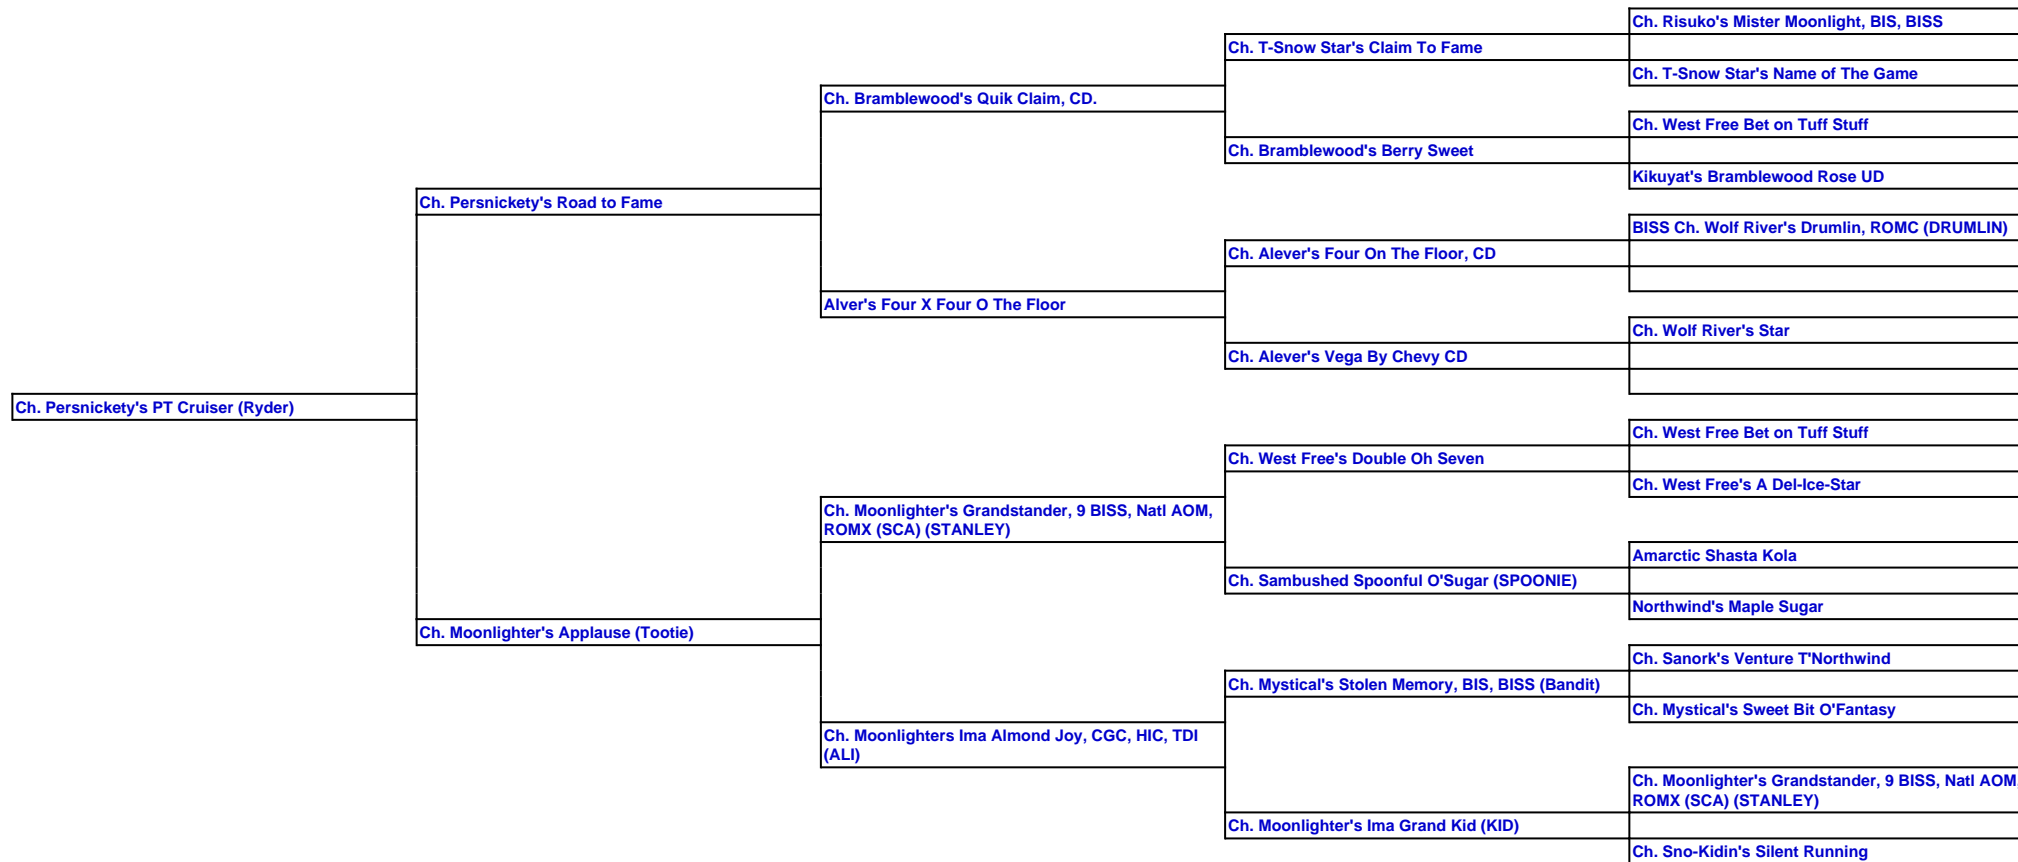 Ch. Risuko's Mister Moonlight, BIS, BISS
Ch. T-Snow Star's Claim To Fame
Ch. T-Snow Star's Name of The Game
Ch. Bramblewood's Quik Claim, CD.
Ch. West Free Bet on Tuff Stuff
Ch. Bramblewood's Berry Sweet
Kikuyat's Bramblewood Rose UD
Ch. Persnickety's Road to Fame
BISS Ch. Wolf River's Drumlin, ROMC (DRUMLIN)
Ch. Alever's Four On The Floor, CD
Alver's Four X Four O The Floor
Ch. Wolf River's Star
Ch. Alever's Vega By Chevy CD
Ch. Persnickety's PT Cruiser (Ryder)
Ch. West Free Bet on Tuff Stuff
Ch. West Free's Double Oh Seven
Ch. West Free's A Del-Ice-Star
Ch. Moonlighter's Grandstander, 9 BISS, Natl AOM,
ROMX (SCA) (STANLEY)
Amarctic Shasta Kola
Ch. Sambushed Spoonful O'Sugar (SPOONIE)
Northwind's Maple Sugar
Ch. Moonlighter's Applause (Tootie)
Ch. Sanork's Venture T'Northwind
Ch. Mystical's Stolen Memory, BIS, BISS (Bandit)
Ch. Mystical's Sweet Bit O'Fantasy
Ch. Moonlighters Ima Almond Joy, CGC, HIC, TDI
(ALI)
Ch. Moonlighter's Grandstander, 9 BISS, Natl AOM,
ROMX (SCA) (STANLEY)
Ch. Moonlighter's Ima Grand Kid (KID)
Ch. Sno-Kidin's Silent Running